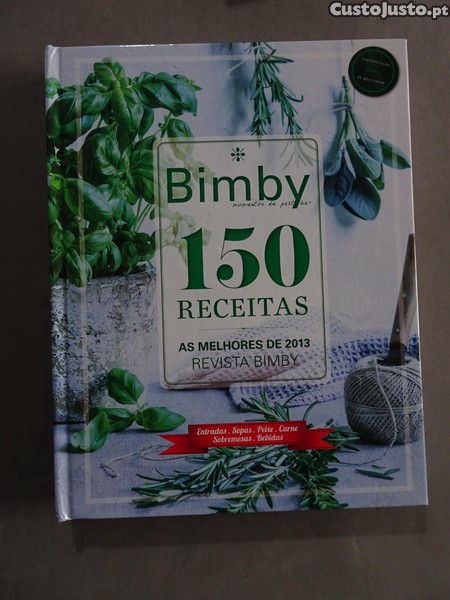 CustoJusto.pt
Bimby
momentos de partilha
150
RECEITAS
AS MELHORES DE 2013
REVISTA BIMBY
Entradas . Sopas . Peixe . Carne
Sobremesas . Bebidas